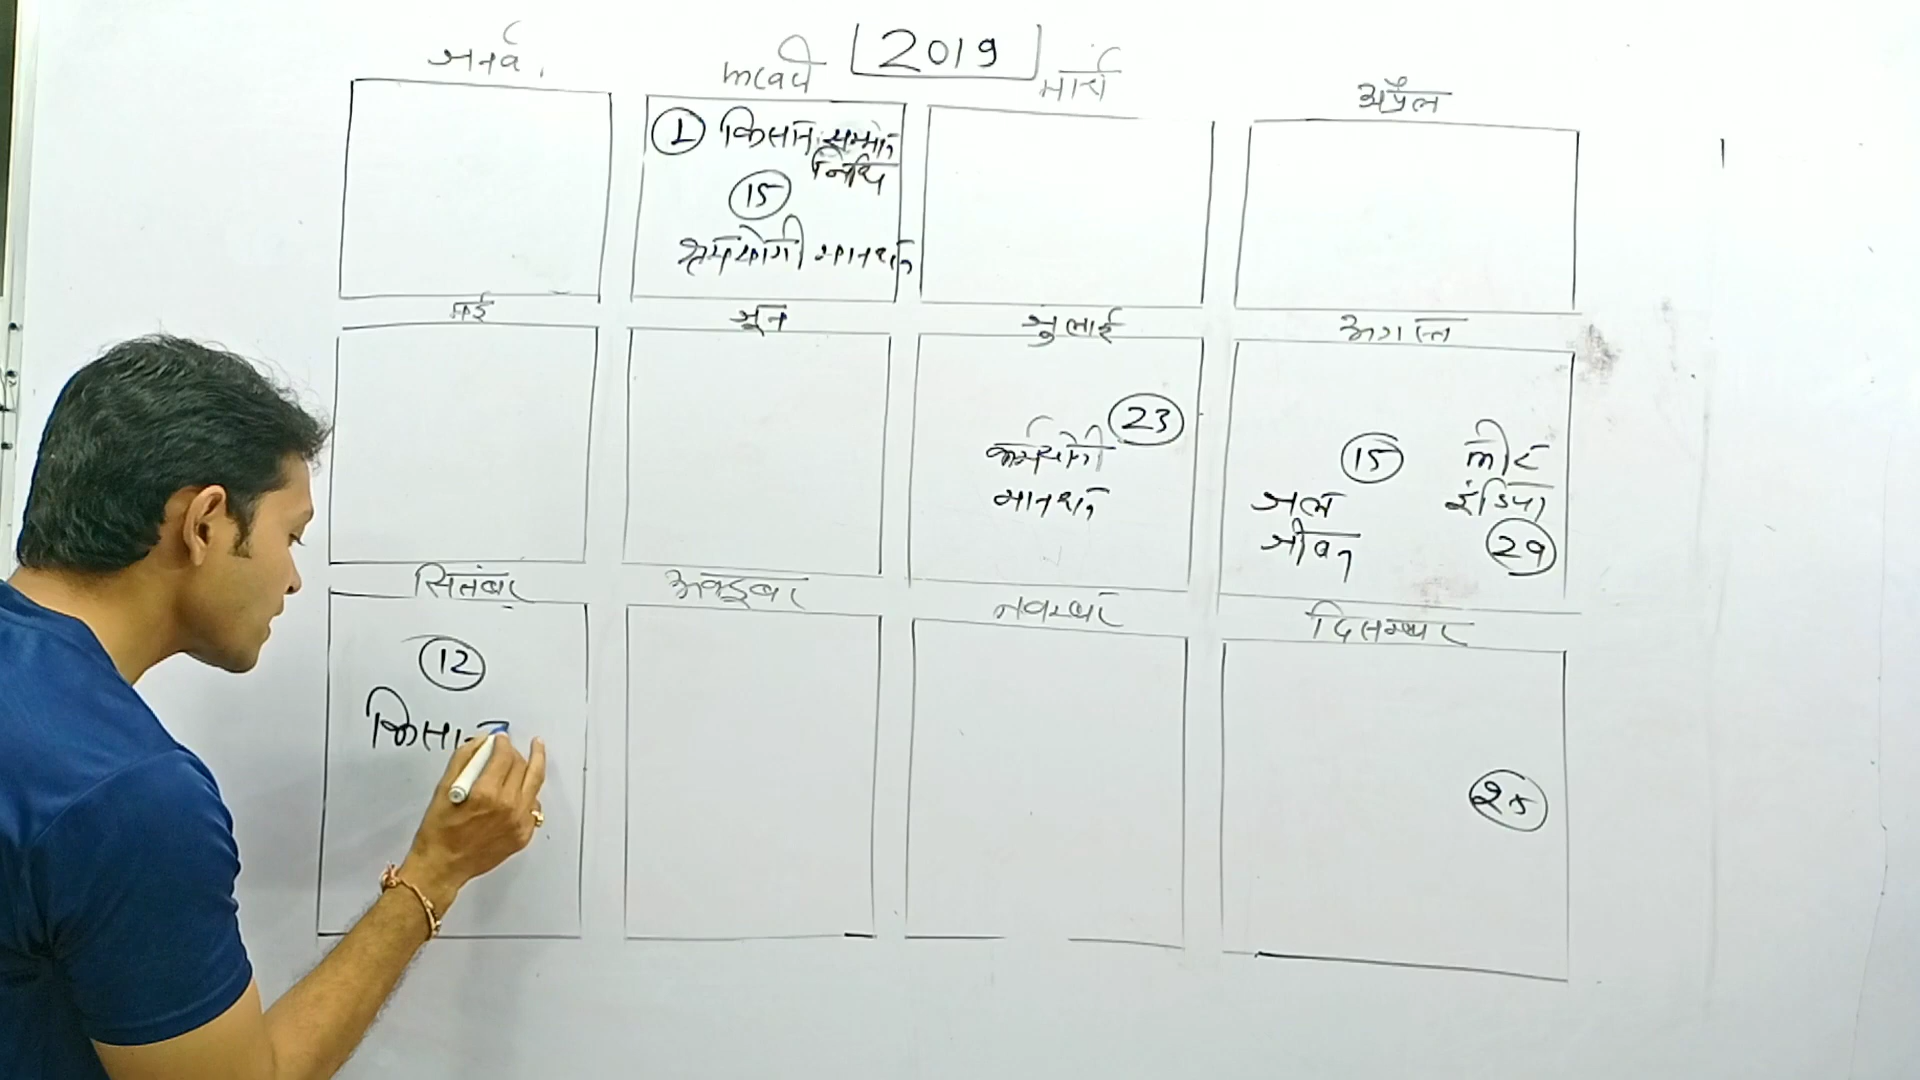 2019
जनव.
फरवरी
मार्च
अप्रैल
① किसान सम्मान
निधि
15
श्रमयोगी मानधन
मई
जून
जुलाई
अगस्त
23
कर्मयोगी
मानधन
15
जल
जीवन
फीट
इंडिया
29
सितंबर
अक्टूबर
नवम्बर
दिसम्बर
12
किसान
25